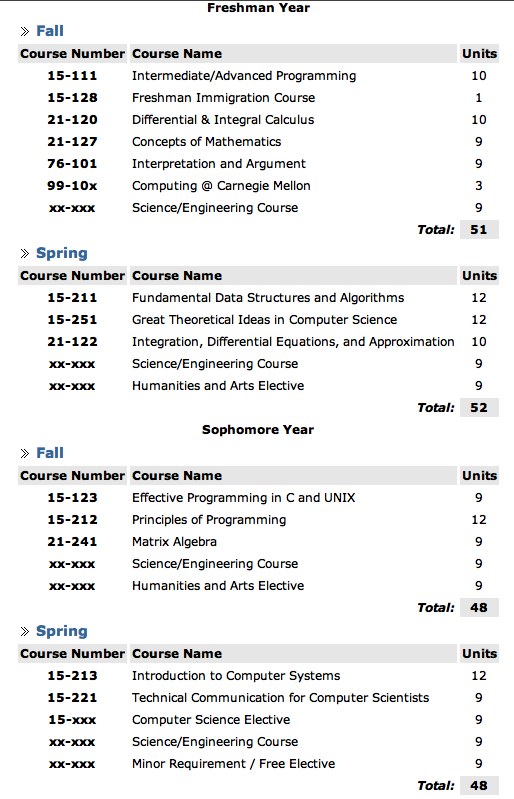 Freshman Year
» Fall
Course Number Course Name Units
15-111 Intermediate/Advanced Programming 10
15-128 Freshman Immigration Course 1
21-120 Differential & Integral Calculus 10
21-127 Concepts of Mathematics 9
76-101 Interpretation and Argument 9
99-10x Computing @ Carnegie Mellon 3
xx-xxx Science/Engineering Course 9
Total: 51
» Spring
Course Number Course Name Units
15-211 Fundamental Data Structures and Algorithms 12
15-251 Great Theoretical Ideas in Computer Science 12
21-122 Integration, Differential Equations, and Approximation 10
xx-xxx Science/Engineering Course 9
xx-xxx Humanities and Arts Elective 9
Total: 52
Sophomore Year
» Fall
Course Number Course Name Units
15-123 Effective Programming in C and UNIX 9
15-212 Principles of Programming 12
21-241 Matrix Algebra 9
xx-xxx Science/Engineering Course 9
xx-xxx Humanities and Arts Elective 9
Total: 48
» Spring
Course Number Course Name Units
15-213 Introduction to Computer Systems 12
15-221 Technical Communication for Computer Scientists 9
15-xxx Computer Science Elective 9
xx-xxx Science/Engineering Course 9
xx-xxx Minor Requirement / Free Elective 9
Total: 48